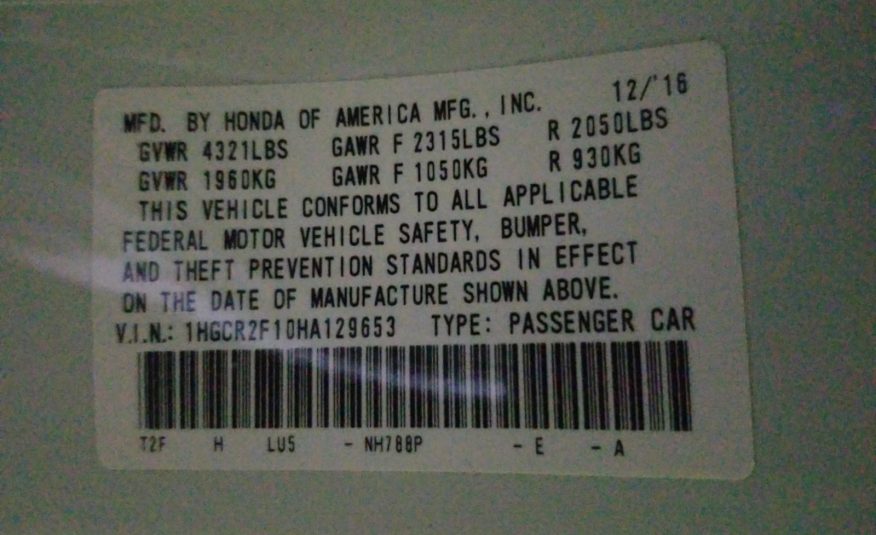 MFD. BY HONDA OF AMERICA MFG., INC. 12/'16
GVWR 4321LBS GAWR F 2315LBS R 2050LBS
GVWR 1960KG GAWR F 1050KG R 930KG
THIS VEHICLE CONFORMS TO ALL APPLICABLE
FEDERAL MOTOR VEHICLE SAFETY, BUMPER,
AND THEFT PREVENTION STANDARDS IN EFFECT
ON THE DATE OF MANUFACTURE SHOWN ABOVE.
V.I.N.: 1HGCR2F10HA129653 TYPE: PASSENGER CAR
T2F H LU5 - NH788P - E - A